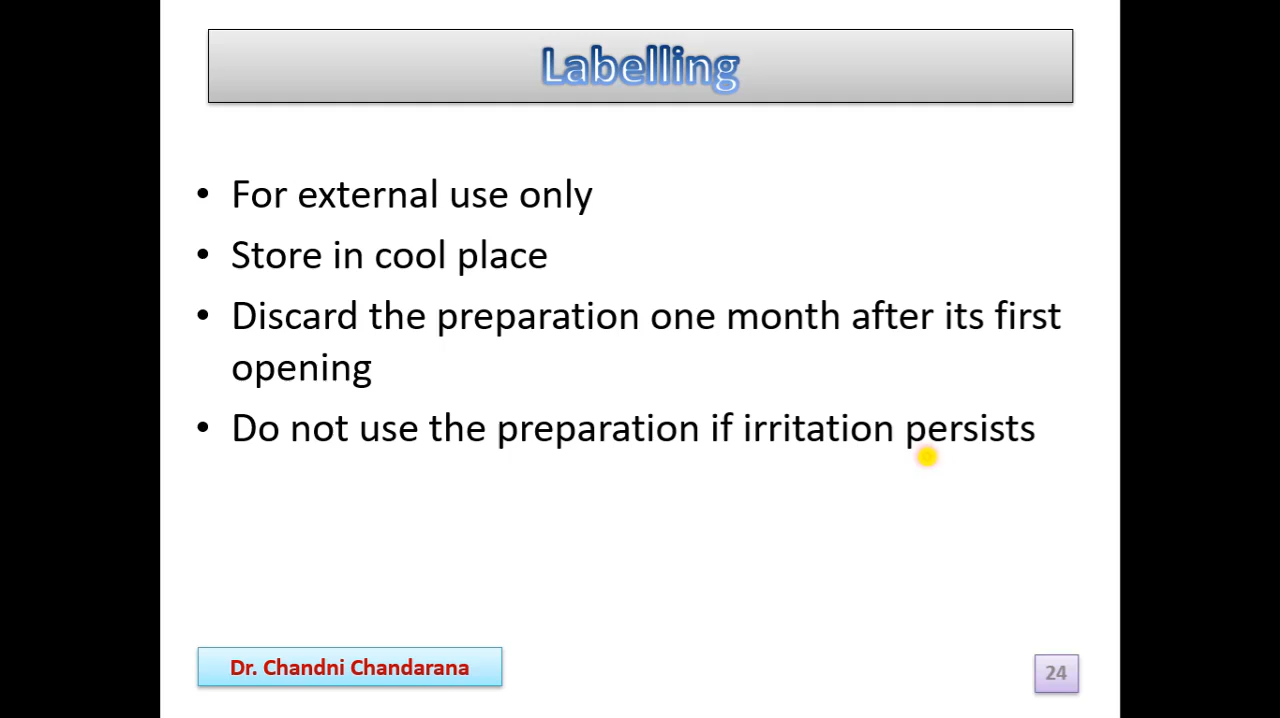 Labelling
• For external use only
• Store in cool place
• Discard the preparation one month after its first
opening
• Do not use the preparation if irritation persists
Dr. Chandni Chandarana
24